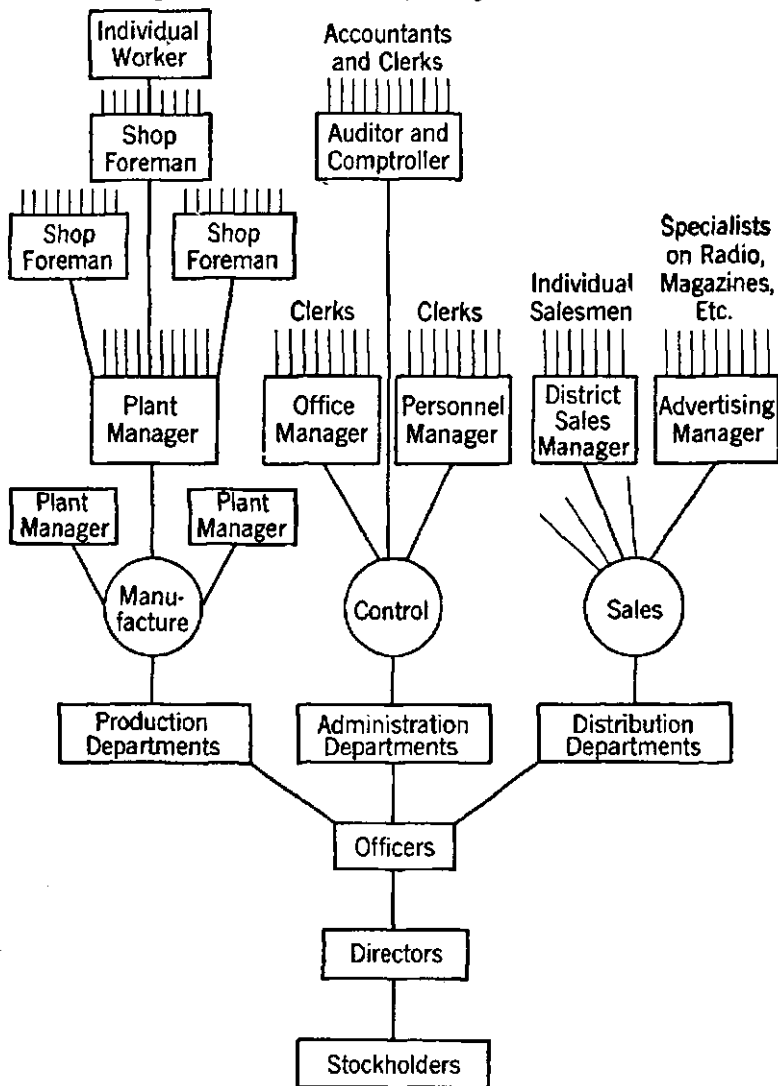 Individual
Worker
Accountants
and Clerks
Shop
Foreman
Auditor and
Comptroller
Shop
Foreman
Shop
Foreman
Specialists
on Radio,
Magazines,
Etc.
Individual
Salesmen
Clerks
Clerks
Plant
Manager
Office
Manager
Personnel
Manager
District
Sales
Manager
Advertising
Manager
Plant
Manager
Plant
Manager
Manu-
facture
Control
Sales
Production
Departments
Administration
Departments
Distribution
Departments
Officers
Directors
Stockholders